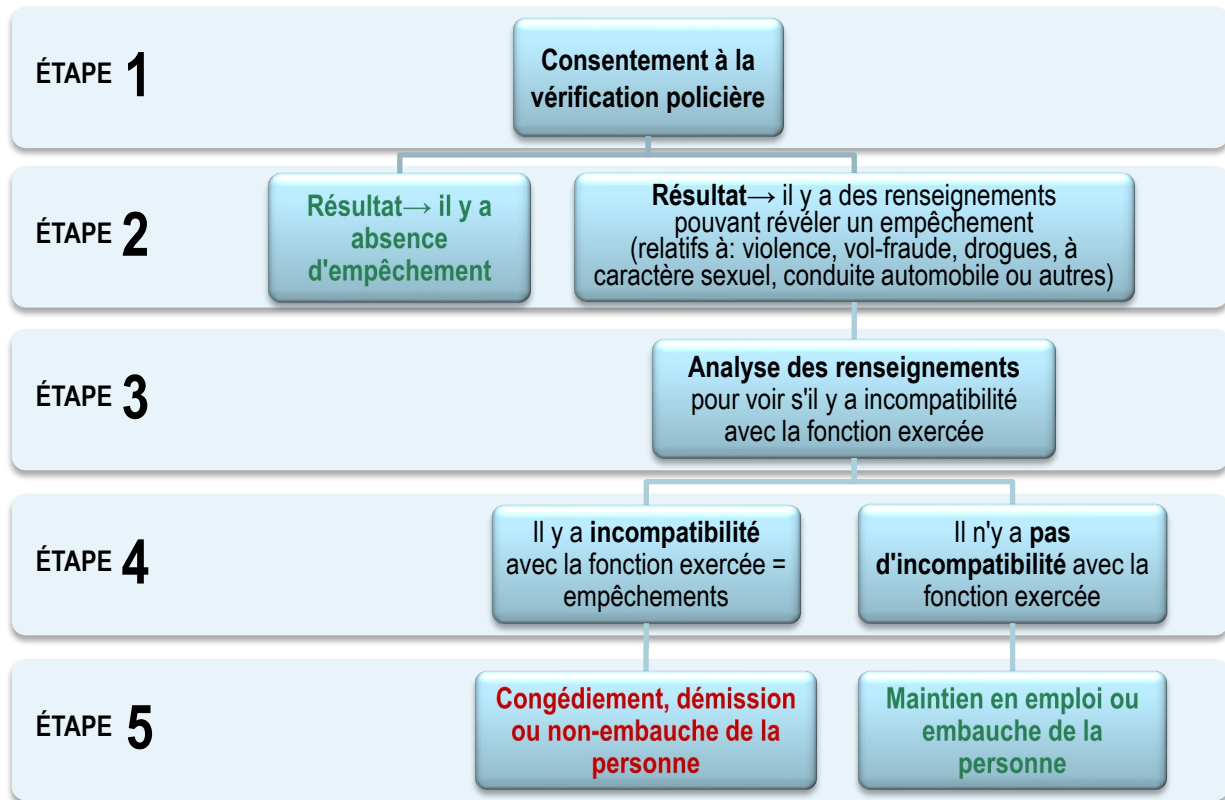 ÉTAPE 1
Consentement à la
vérification policière
ÉTAPE 2
Résultat→ il y a
absence
d'empêchement
Résultat→ il y a des renseignements
pouvant révéler un empêchement
(relatifs à: violence, vol-fraude, drogues, à
caractère sexuel, conduite automobile ou autres)
ÉTAPE 3
Analyse des renseignements
pour voir s'il y a incompatibilité
avec la fonction exercée
ÉTAPE 4
Il y a incompatibilité
avec la fonction exercée =
empêchements
Il n'y a pas
d'incompatibilité avec la
fonction exercée
ÉTAPE 5
Congédiement, démission
ou non-embauche de la
personne
Maintien en emploi ou
embauche de la
personne